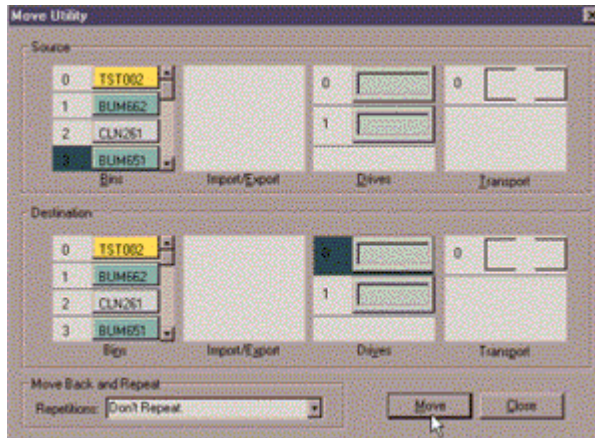 Move Utility
Source
0 TST002
1 BUM662
2 CLN261
3 BUM651
Bins
Import/Export
0
1
Drives
0
Transport
Destination
0 TST002
1 BUM662
2 CLN261
3 BUM651
Bins
Import/Export
0
1
Drives
0
Transport
Move Back and Repeat
Repetitions: Don't Repeat
Move
Close